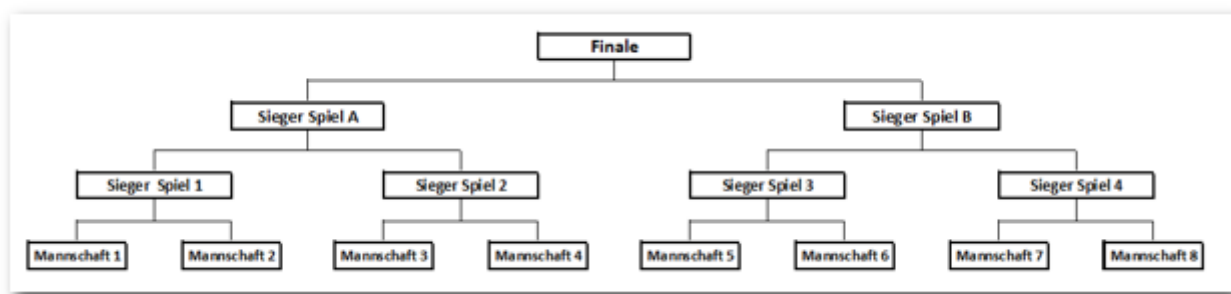 Finale
Sieger Spiel A
Sieger Spiel B
Sieger Spiel 1
Sieger Spiel 2
Sieger Spiel 3
Sieger Spiel 4
Mannschaft 1
Mannschaft 2
Mannschaft 3
Mannschaft 4
Mannschaft 5
Mannschaft 6
Mannschaft 7
Mannschaft 8